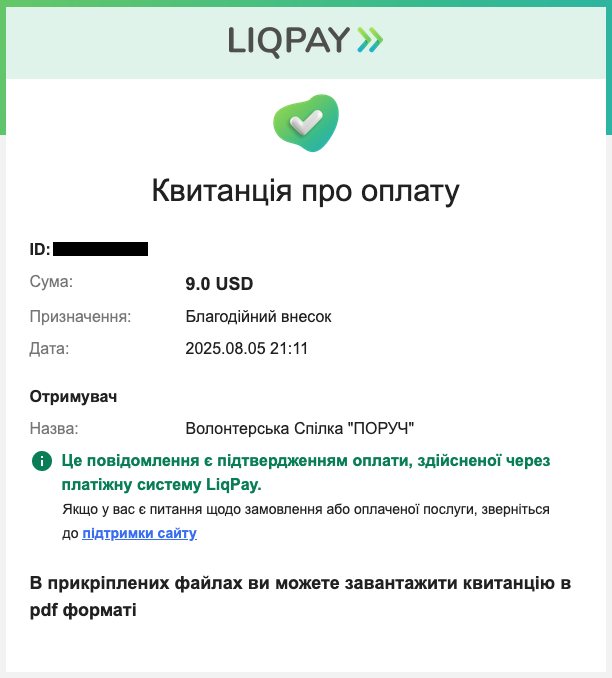 LIQPAY
Квитанція про оплату
ID:
Сума: 9.0 USD
Призначення: Благодійний внесок
Дата: 2025.08.05 21:11
Отримувач
Назва: Волонтерська Спілка "ПОРУЧ"
Це повідомлення є підтвердженням оплати, здійсненої через
платіжну систему LiqPay.
Якщо у вас є питання щодо замовлення або оплаченої послуги, зверніться
до підтримки сайту
В прикріплених файлах ви можете завантажити квитанцію в
pdf форматі